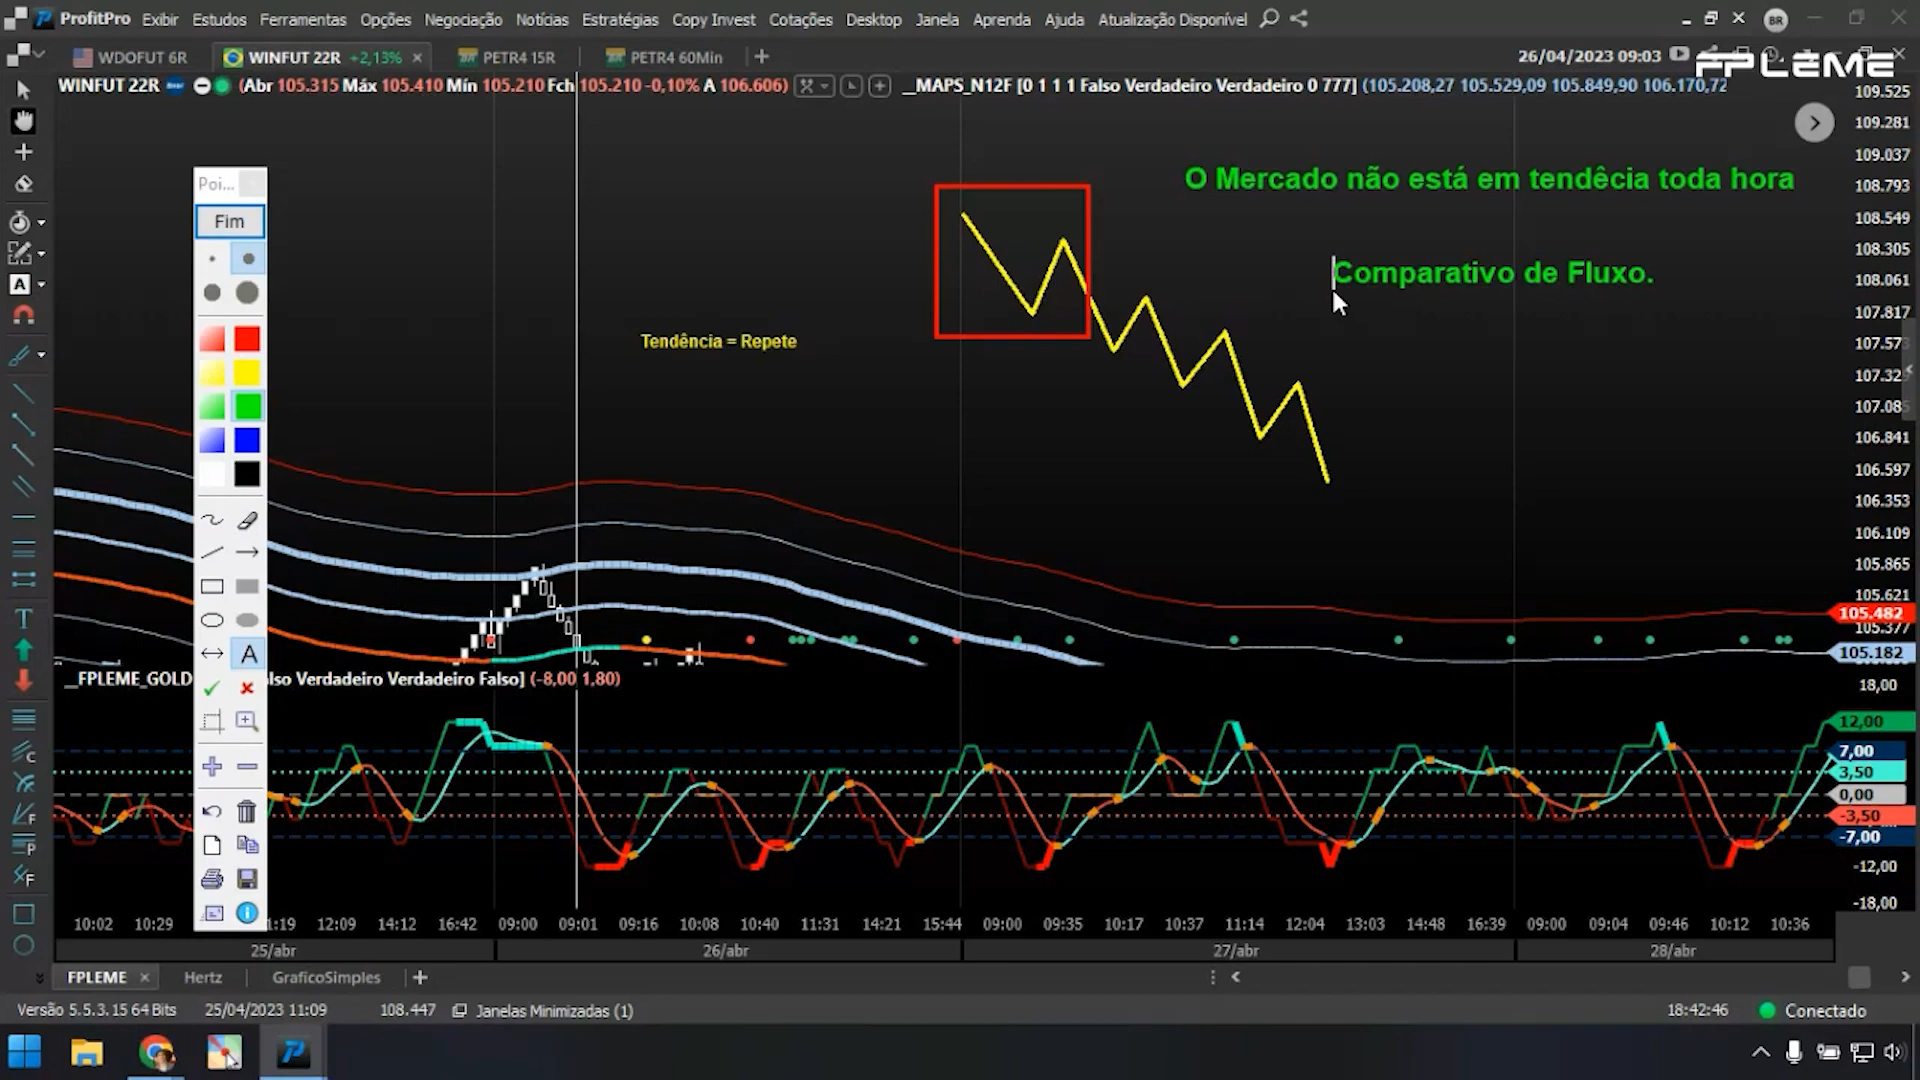 ProfitPro Exibir Estudos Ferramentas Opções Negociação Notícias Estratégias Copy Invest Cotações Desktop Janela Aprenda Ajuda Atualização Disponível BR
WDOFUT 6R WINFUT 22R +2,13% PETR4 15R PETR4 60Min 26/04/2023 09:03
FPLEME
WINFUT 22R (Abr 105.315 Máx 105.410 Mín 105.210 Fch 105.210 -0,10% A 106.606) __MAPS_N12F [0 1 1 1 Falso Verdadeiro Verdadeiro 0 777] (105.208,27 105.529,09 105.849,90 106.170,72
109.525
109.281
109.037
108.793
108.549
108.305
108.061
107.817
107.573
107.329
107.085
106.841
106.597
106.353
106.109
105.865
105.621
105.482
105.377
105.182
O Mercado não está em tendêcia toda hora
Comparativo de Fluxo.
Tendência = Repete
Poi...
Fim
A
__FPLEME_GOLD lso Verdadeiro Verdadeiro Falso] (-8,00 1,80)
18,00
12,00
7,00
3,50
0,00
-3,50
-7,00
-12,00
-18,00
10:02 10:29 1:19 12:09 14:12 16:42 09:00 09:01 09:16 10:08 10:40 11:31 14:21 15:44 09:00 09:35 10:17 10:37 11:14 12:04 13:03 14:48 16:39 09:00 09:04 09:46 10:12 10:36
25/abr 26/abr 27/abr 28/abr
FPLEME Hertz GraficoSimples
Versão 5.5.3.15 64 Bits 25/04/2023 11:09 108.447 Janelas Minimizadas (1) 18:42:46 Conectado